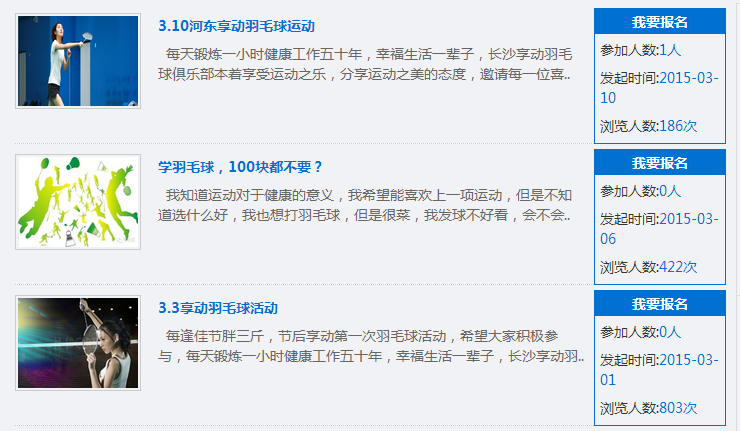 3.10河东享动羽毛球运动
每天锻炼一小时健康工作五十年，幸福生活一辈子，长沙享动羽毛
球俱乐部本着享受运动之乐，分享运动之美的态度，邀请每一位喜..
我要报名
参加人数:1人
发起时间:2015-03-
10
浏览人数:186次
学羽毛球，100块都不要？
我知道运动对于健康的意义，我希望能喜欢上一项运动，但是不知
道选什么好，我也想打羽毛球，但是很菜，我发球不好看，会不会..
我要报名
参加人数:0人
发起时间:2015-03-
06
浏览人数:422次
3.3享动羽毛球活动
每逢佳节胖三斤，节后享动第一次羽毛球活动，希望大家积极参
与，每天锻炼一小时健康工作五十年，幸福生活一辈子，长沙享动羽..
我要报名
参加人数:0人
发起时间:2015-03-
01
浏览人数:803次